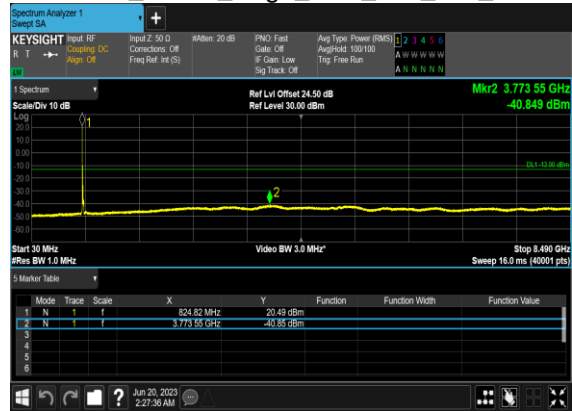 Spectrum Analyzer 1
Swept SA
KEYSIGHT
R T
Input: RF
Coupling: DC
Align: Off
Input Z: 50 Ω
Corrections: Off
Freq Ref: Int (S)
#Atten: 20 dB
PNO: Fast
Gate: Off
IF Gain: Low
Sig Track: Off
Avg Type: Power (RMS)
Avg|Hold: 100/100
Trig: Free Run
1 2 3 4 5 6
A W W W W W
A N N N N N
1 Spectrum
Scale/Div 10 dB
Ref Lvl Offset 24.50 dB
Ref Level 30.00 dBm
Mkr2 3.773 55 GHz
-40.849 dBm
Log
20.0
10.0
0.00
-10.0
-20.0
-30.0
-40.0
-50.0
-60.0
1
2
DL1 -13.00 dBm
Start 30 MHz
#Res BW 1.0 MHz
Video BW 3.0 MHz*
Stop 8.490 GHz
Sweep 16.0 ms (40001 pts)
5 Marker Table
Mode Trace Scale X Y Function Function Width Function Value
1 N 1 f 824.82 MHz 20.49 dBm
2 N 1 f 3.773 55 GHz -40.85 dBm
3
4
5
6
?
Jun 20, 2023
2:27:36 AM